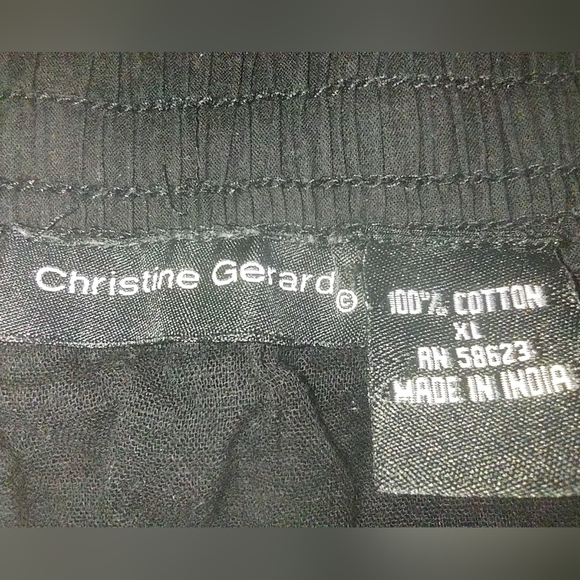 Christine Gerard©
100% COTTON
XL
RN 58623
MADE IN INDIA